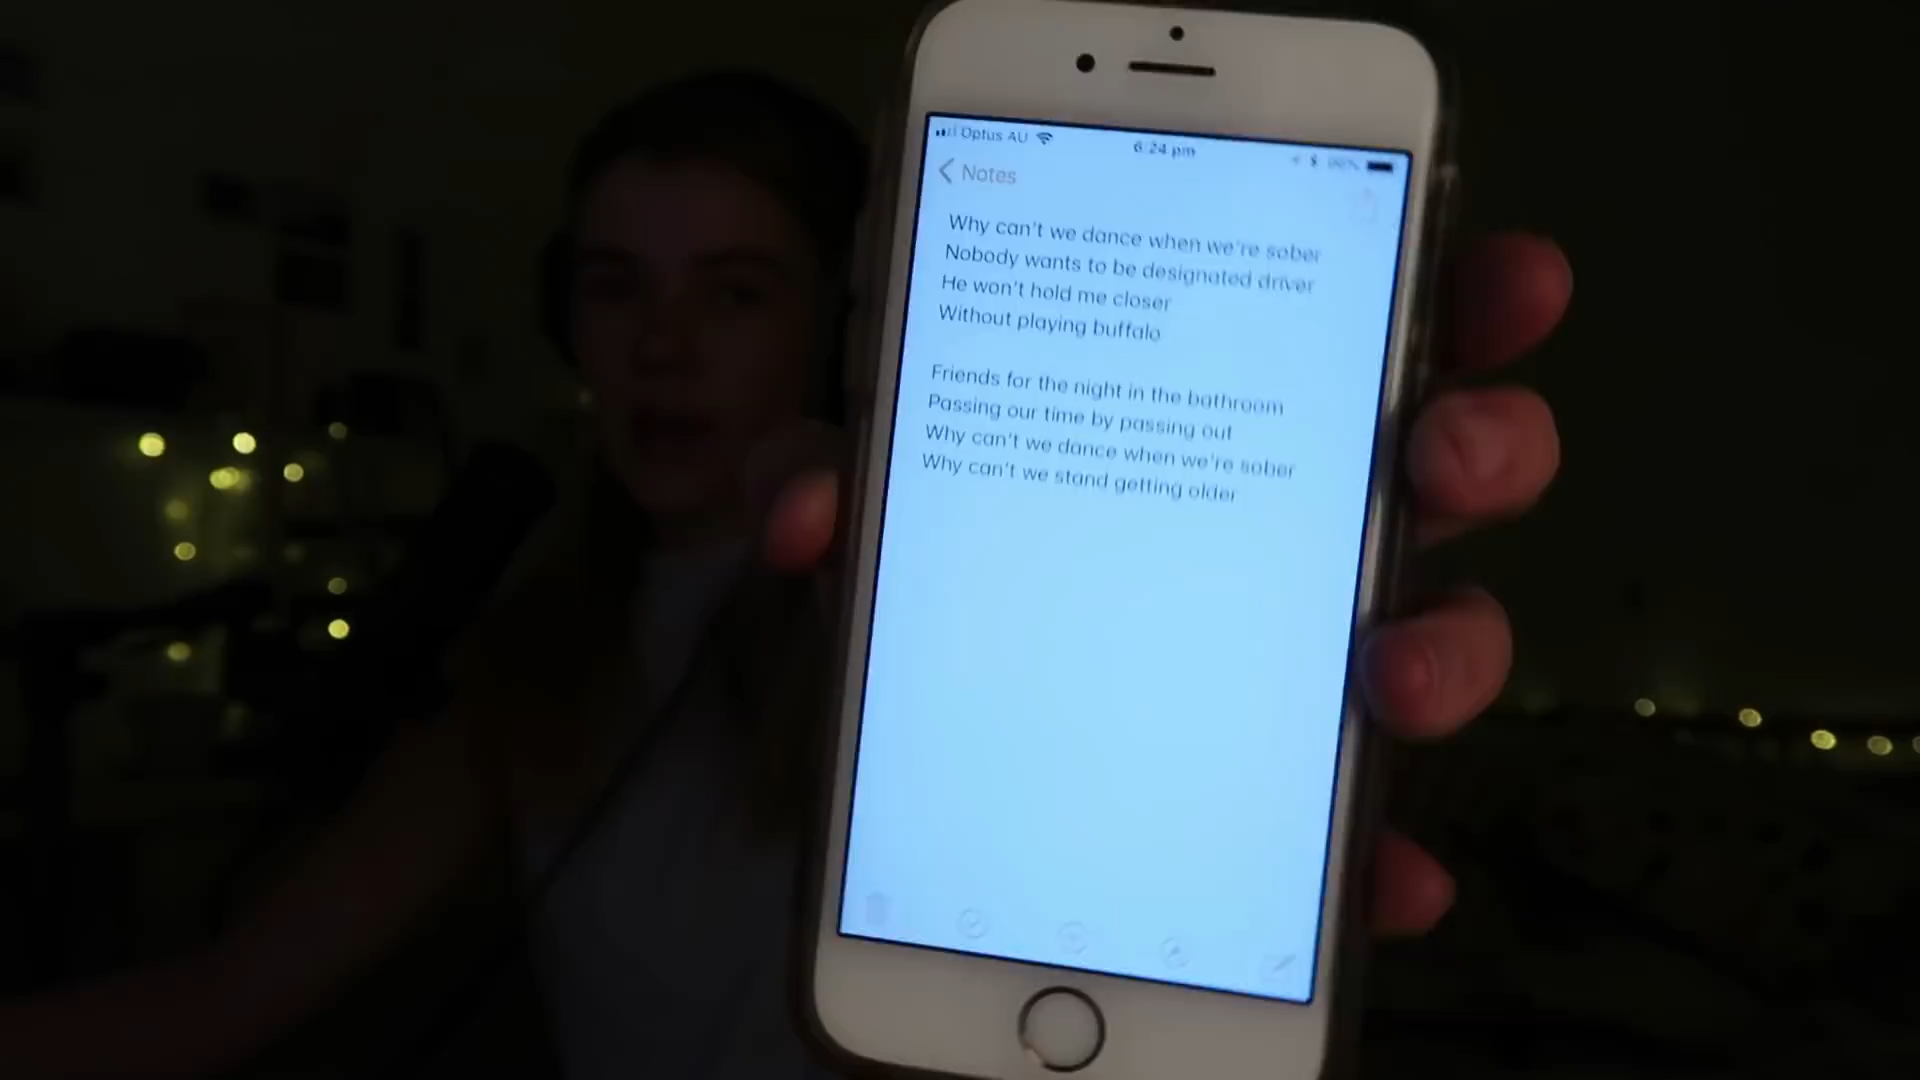 Optus AU
6:24 pm
Notes
Why can't we dance when we're sober
Nobody wants to be designated driver
He won't hold me closer
Without playing buffalo
Friends for the night in the bathroom
Passing our time by passing out
Why can't we dance when we're sober
Why can't we stand getting older